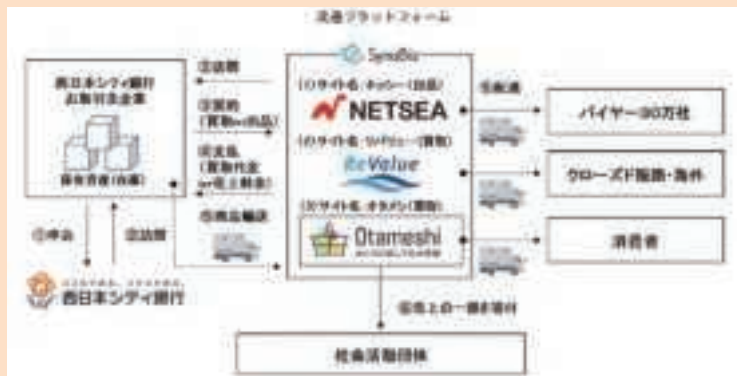 流通プラットフォーム
SynaBiz
西日本シティ銀行
お取引先企業
保有資産(在庫)
①申込
②訪問
西日本シティ銀行
②訪問
③契約
(買取or出品)
④支払
(買取代金
or売上料金)
⑤商品輸送
(1)サイト名:ネッシー(出品)
NETSEA
(2)サイト名:リバリュー(買取)
ReValue
(3)サイト名:オタメシ(買取)
Otameshi
⑤配送
バイヤー30万社
クローズド販路・海外
消費者
⑥売上の一部を寄付
社会活動団体